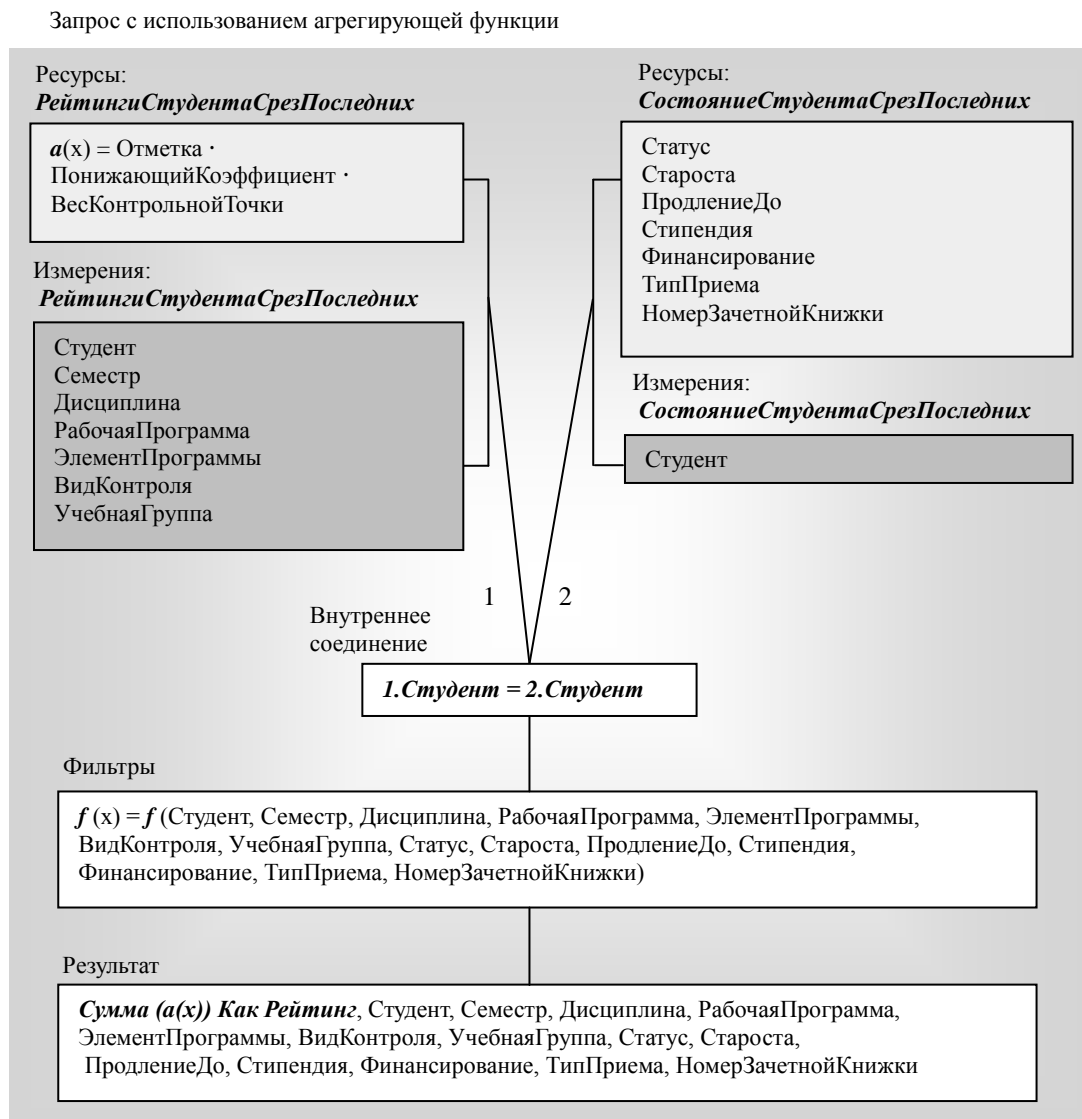 Запрос с использованием агрегирующей функции
Ресурсы:
РейтингиСтудентаСрезПоследних
a(x) = Отметка ·
ПонижающийКоэффициент ·
ВесКонтрольнойТочки
Измерения:
РейтингиСтудентаСрезПоследних
Студент
Семестр
Дисциплина
РабочаяПрограмма
ЭлементПрограммы
ВидКонтроля
УчебнаяГруппа
Ресурсы:
СостояниеСтудентаСрезПоследних
Статус
Староста
ПродлениеДо
Стипендия
Финансирование
ТипПриема
НомерЗачетнойКнижки
Измерения:
СостояниеСтудентаСрезПоследних
Студент
1
2
Внутреннее
соединение
1.Студент = 2.Студент
Фильтры
f (x) = f (Студент, Семестр, Дисциплина, РабочаяПрограмма, ЭлементПрограммы,
ВидКонтроля, УчебнаяГруппа, Статус, Староста, ПродлениеДо, Стипендия,
Финансирование, ТипПриема, НомерЗачетнойКнижки)
Результат
Сумма (a(x)) Как Рейтинг, Студент, Семестр, Дисциплина, РабочаяПрограмма,
ЭлементПрограммы, ВидКонтроля, УчебнаяГруппа, Статус, Староста,
ПродлениеДо, Стипендия, Финансирование, ТипПриема, НомерЗачетнойКнижки